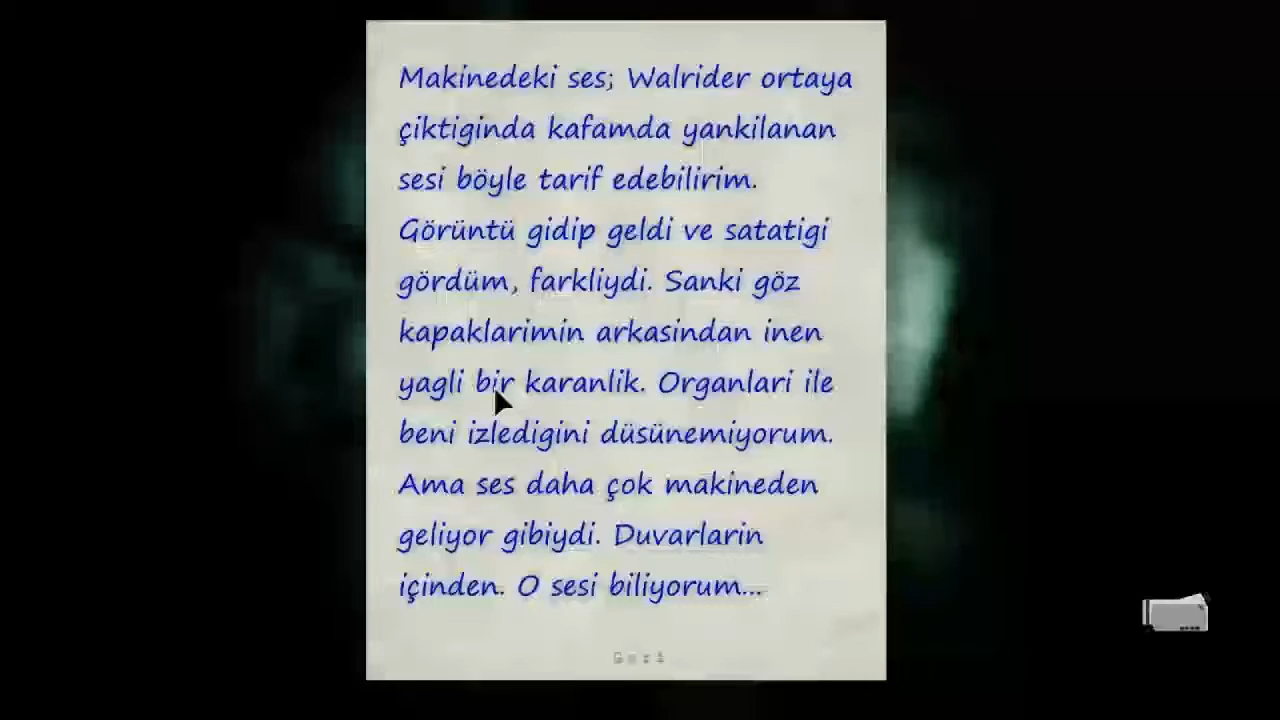 Makinedeki ses; Walrider ortaya
çiktiginda kafamda yankilanan
sesi böyle tarif edebilirim.
Görüntü gidip geldi ve satatigi
gördüm, farkliydi. Sanki göz
kapaklarimin arkasindan inen
yagli bir karanlik. Organlari ile
beni izledigini düsünemiyorum.
Ama ses daha çok makineden
geliyor gibiydi. Duvarlarin
içinden. O sesi biliyorum...
Geri